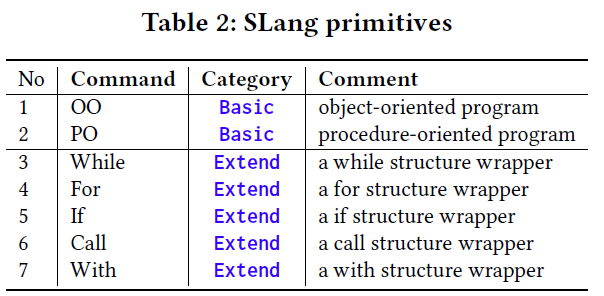 Table 2: SLang primitives
No Command Category Comment
1 OO Basic object-oriented program
2 PO Basic procedure-oriented program
3 While Extend a while structure wrapper
4 For Extend a for structure wrapper
5 If Extend a if structure wrapper
6 Call Extend a call structure wrapper
7 With Extend a with structure wrapper